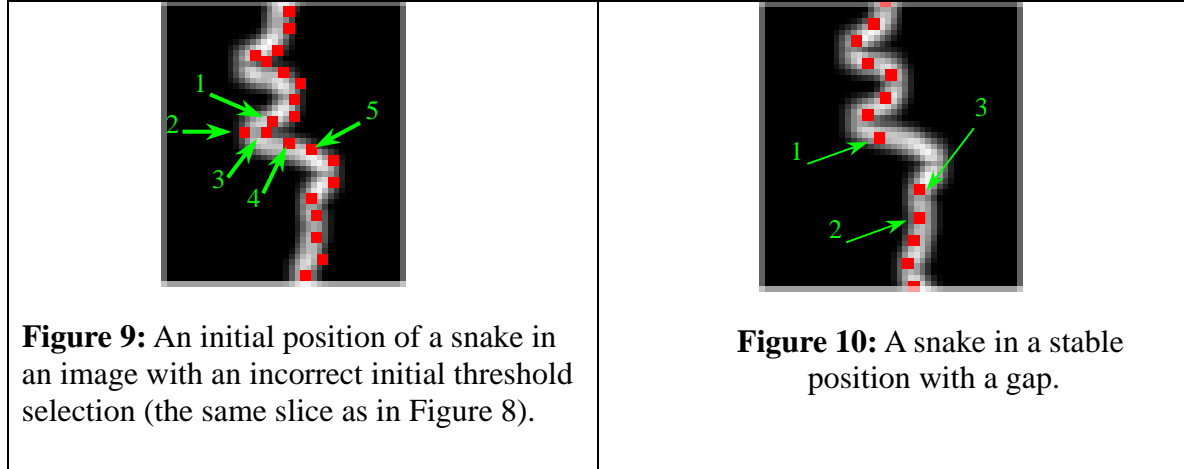 1
2
3
4
5
Figure 9: An initial position of a snake in
an image with an incorrect initial threshold
selection (the same slice as in Figure 8).
1
2
3
Figure 10: A snake in a stable
position with a gap.